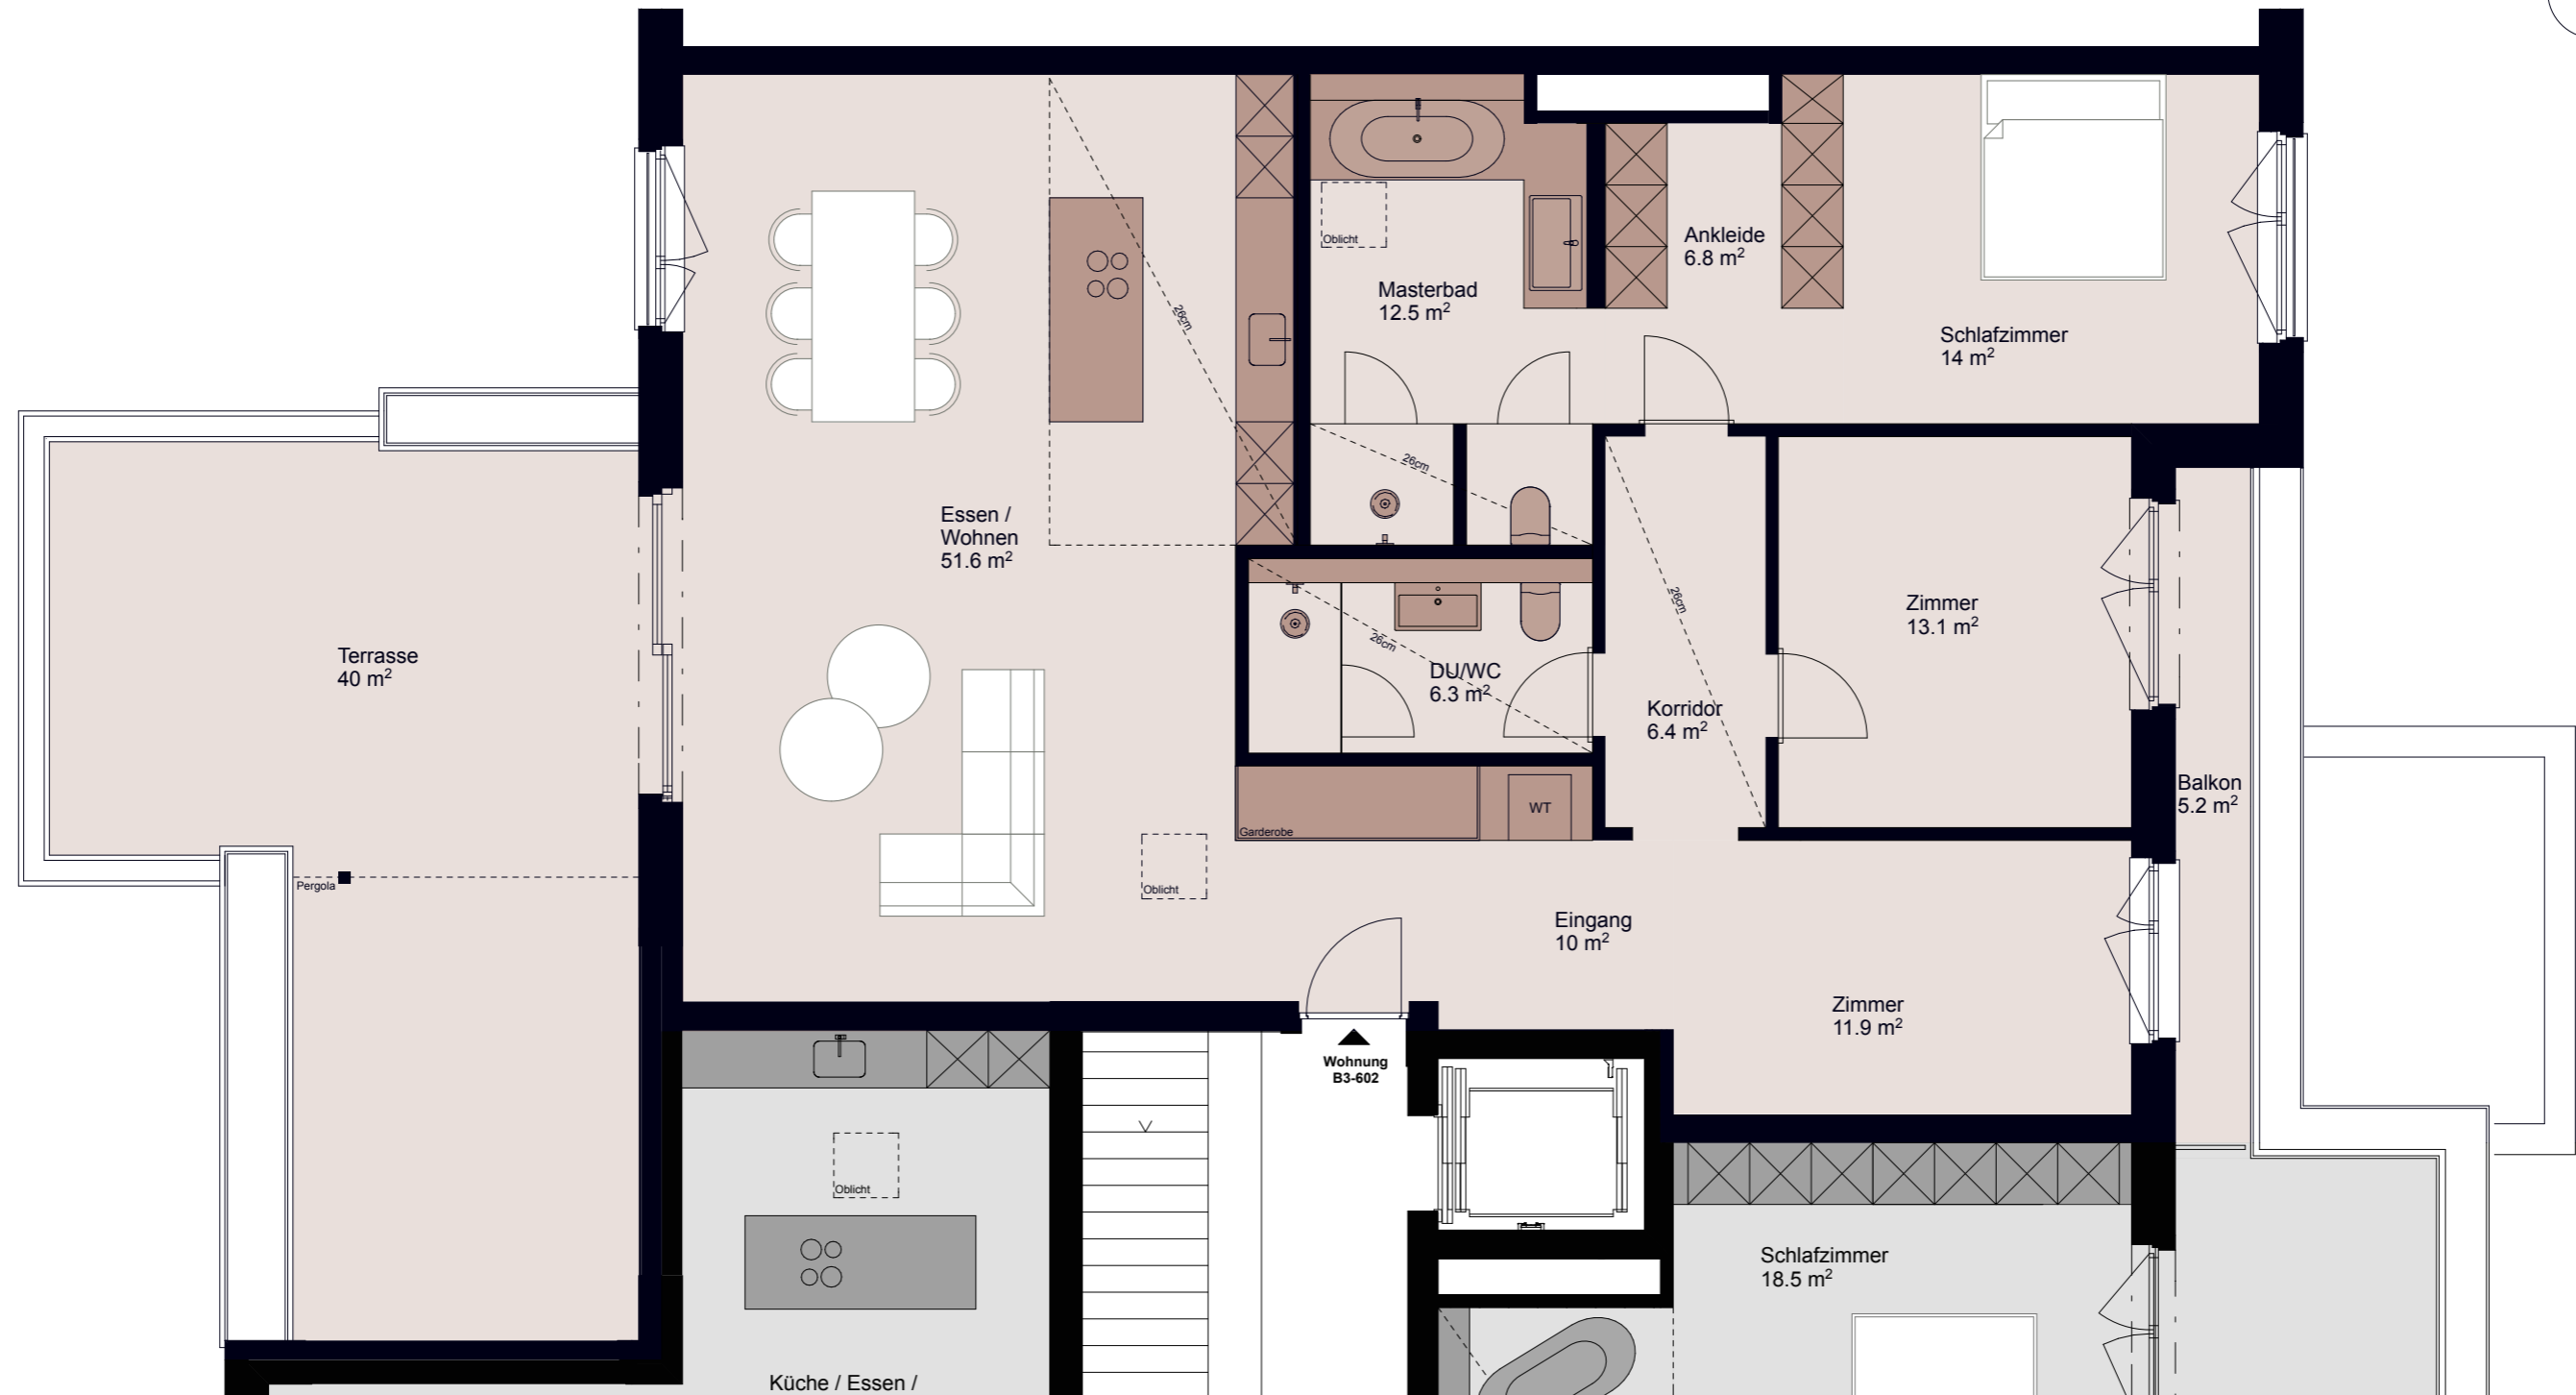 Oblicht
Ankleide
6.8 m²
Masterbad
12.5 m²
26cm
Schlafzimmer
14 m²
26cm
Essen /
Wohnen
51.6 m²
Zimmer
13.1 m²
26cm
26cm
DU/WC
6.3 m²
Terrasse
40 m²
Korridor
6.4 m²
Balkon
5.2 m²
WT
Garderobe
Pergola
Oblicht
Eingang
10 m²
Zimmer
11.9 m²
Wohnung
B3-602
Oblicht
Schlafzimmer
18.5 m²
Küche / Essen /